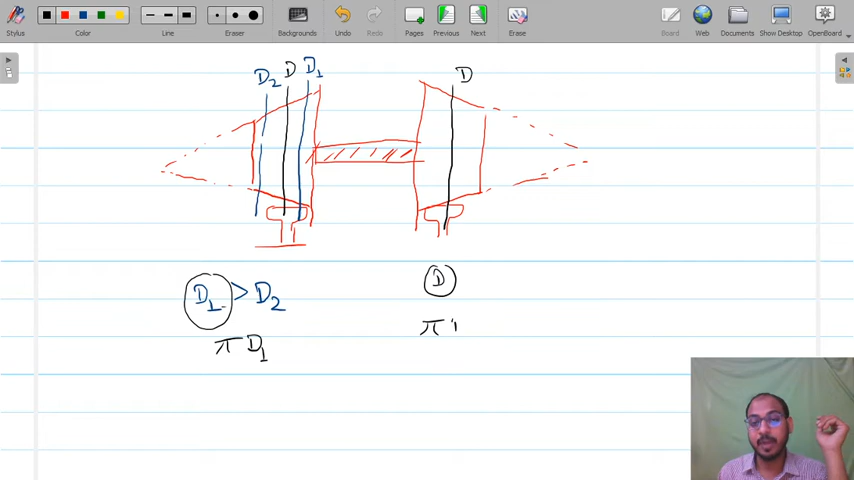 Stylus
Color
Line
Eraser
Backgrounds
Undo
Redo
Pages
Previous
Next
Erase
Board
Web
Documents
Show Desktop
OpenBoard
D₂ D D₁
D
D₁ > D₂
D
π D₁
π